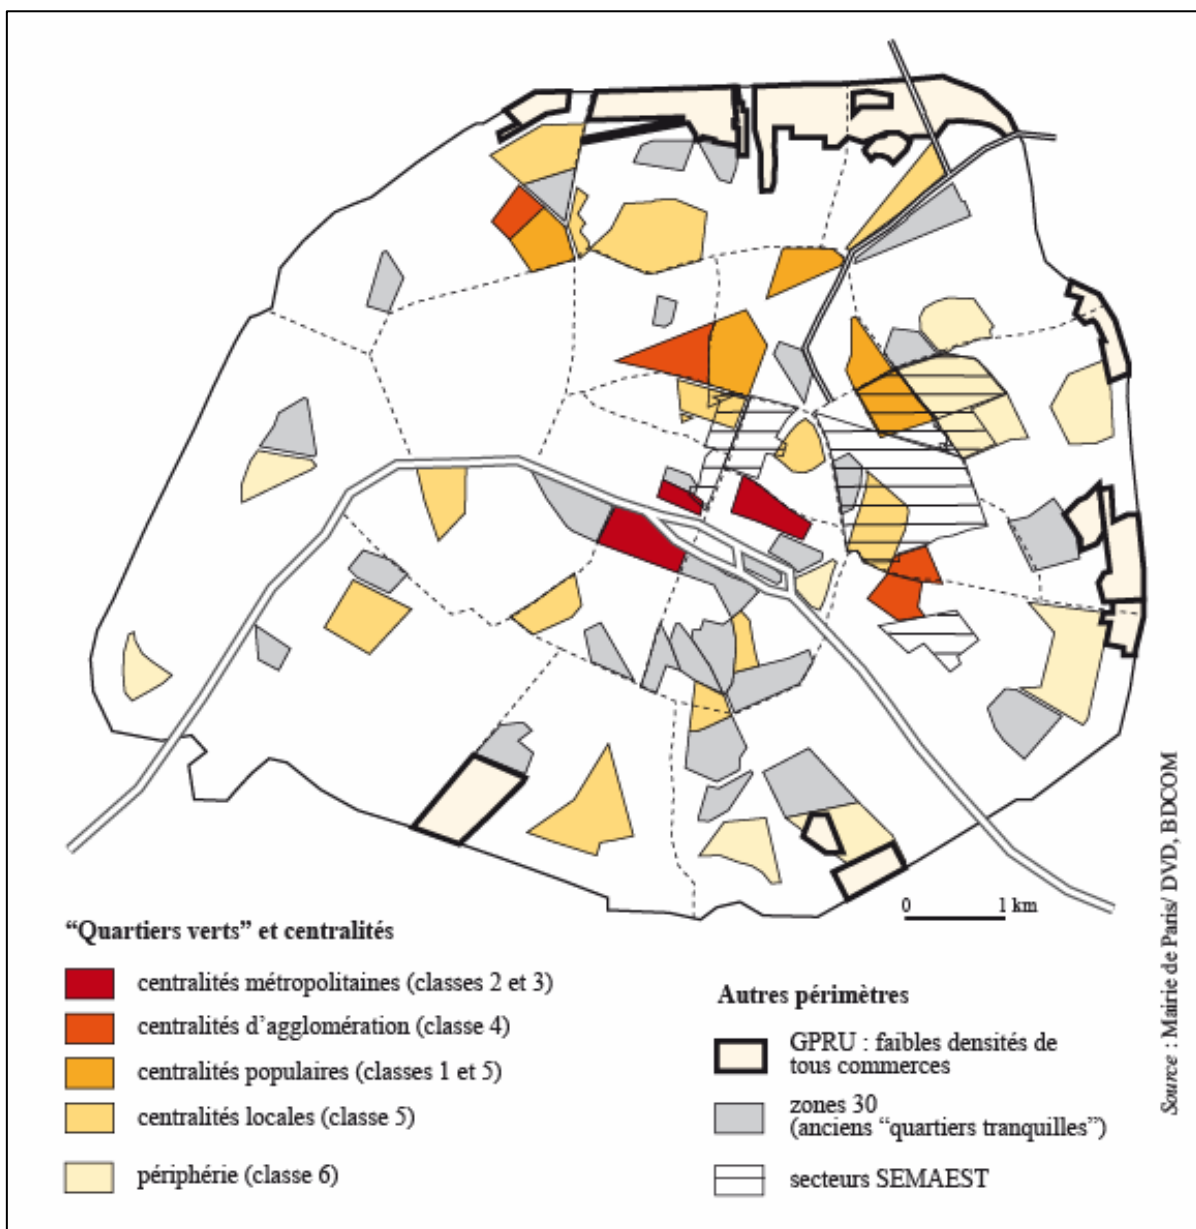 0 1 km
“Quartiers verts” et centralités
centralités métropolitaines (classes 2 et 3)
centralités d’agglomération (classe 4)
centralités populaires (classes 1 et 5)
centralités locales (classe 5)
périphérie (classe 6)
Autres périmètres
GPRU : faibles densités de
tous commerces
zones 30
(anciens “quartiers tranquilles”)
secteurs SEMAEST
Source : Mairie de Paris/ DVD, BDCOM